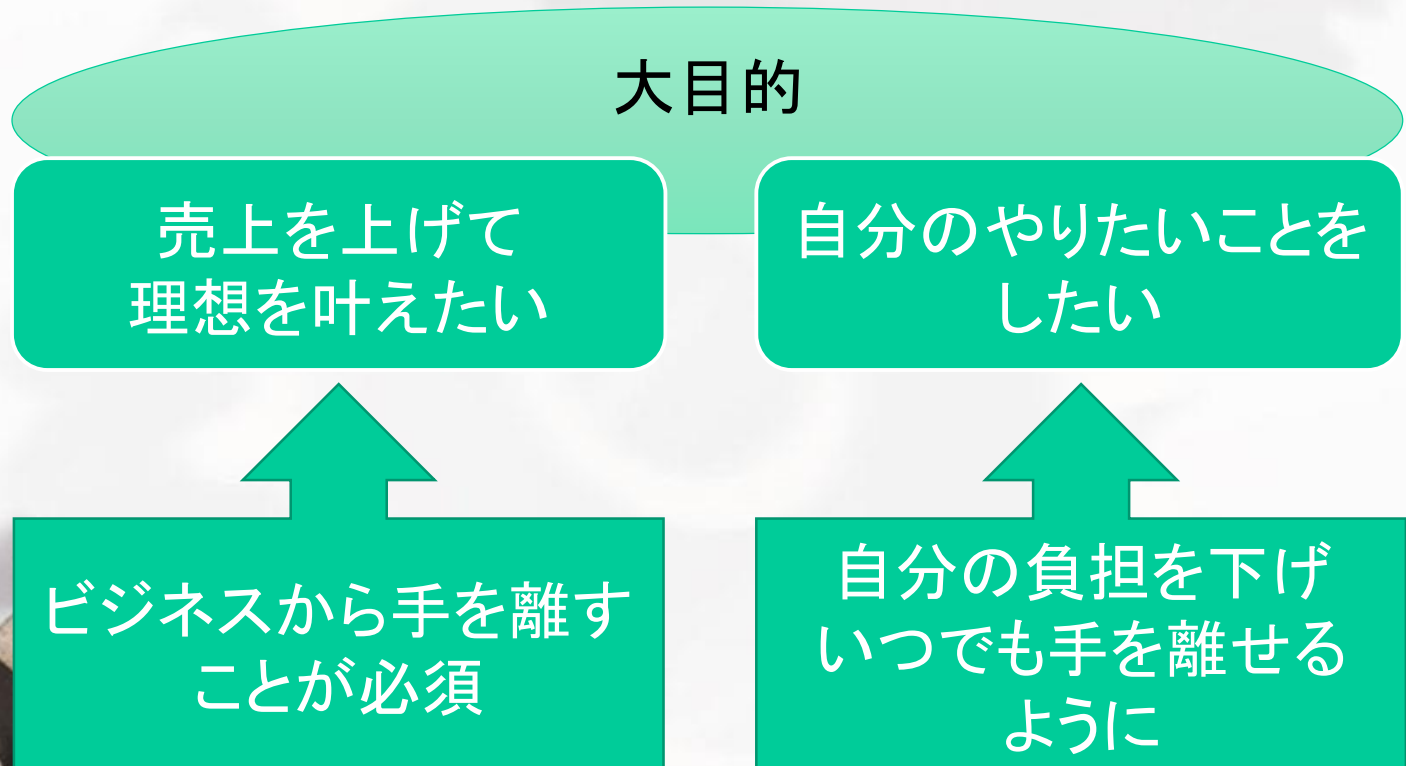 大目的
売上を上げて
理想を叶えたい
自分のやりたいことを
したい
ビジネスから手を離す
ことが必須
自分の負担を下げ
いつでも手を離せる
ように